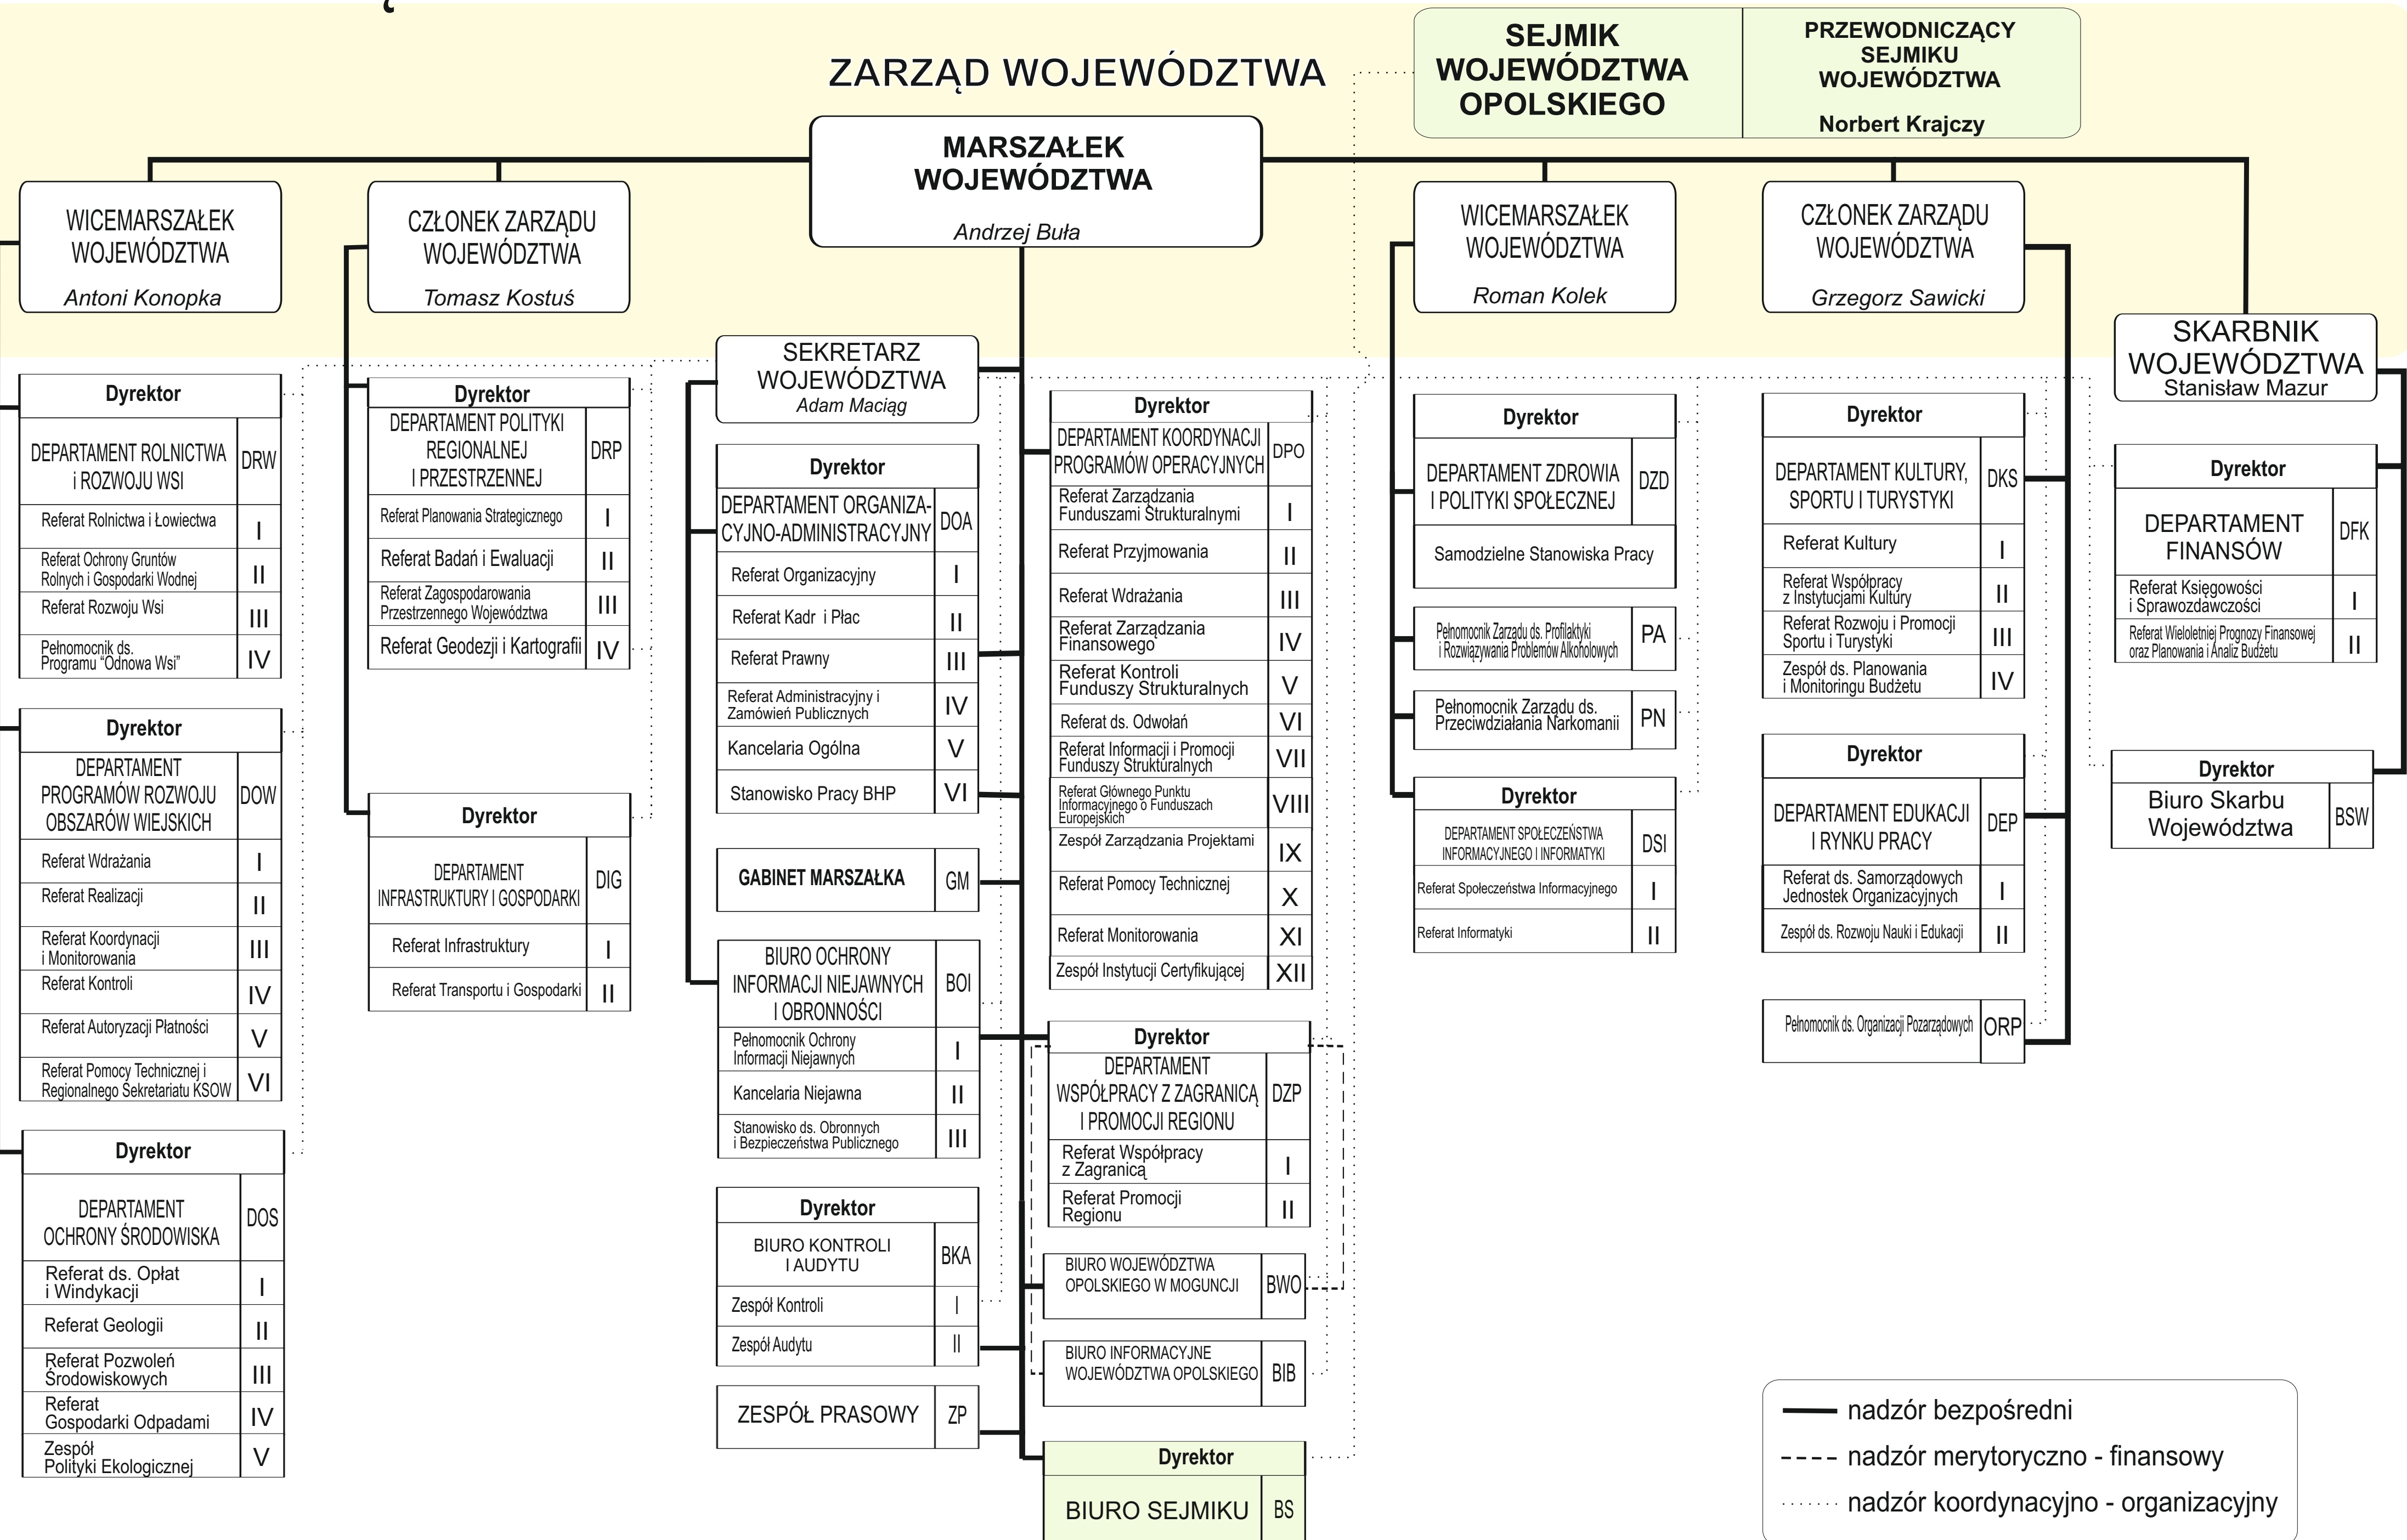 ZARZĄD WOJEWÓDZTWA
SEJMIK
WOJEWÓDZTWA
OPOLSKIEGO
PRZEWODNICZĄCY
SEJMIKU
WOJEWÓDZTWA
Norbert Krajczy
MARSZAŁEK
WOJEWÓDZTWA
Andrzej Buła
WICEMARSZAŁEK
WOJEWÓDZTWA
Antoni Konopka
CZŁONEK ZARZĄDU
WOJEWÓDZTWA
Tomasz Kostuś
WICEMARSZAŁEK
WOJEWÓDZTWA
Roman Kolek
CZŁONEK ZARZĄDU
WOJEWÓDZTWA
Grzegorz Sawicki
SKARBNIK
WOJEWÓDZTWA
Stanisław Mazur
SEKRETARZ
WOJEWÓDZTWA
Adam Maciąg
Dyrektor
DEPARTAMENT ROLNICTWA
i ROZWOJU WSI
DRW
Referat Rolnictwa i Łowiectwa
I
Referat Ochrony Gruntów
Rolnych i Gospodarki Wodnej
II
Referat Rozwoju Wsi
III
Pełnomocnik ds.
Programu “Odnowa Wsi”
IV
Dyrektor
DEPARTAMENT
PROGRAMÓW ROZWOJU
OBSZARÓW WIEJSKICH
DOW
Referat Wdrażania
I
Referat Realizacji
II
Referat Koordynacji
i Monitorowania
III
Referat Kontroli
IV
Referat Autoryzacji Płatności
V
Referat Pomocy Technicznej i
Regionalnego Sekretariatu KSOW
VI
Dyrektor
DEPARTAMENT
OCHRONY ŚRODOWISKA
DOS
Referat ds. Opłat
i Windykacji
I
Referat Geologii
II
Referat Pozwoleń
Środowiskowych
III
Referat
Gospodarki Odpadami
IV
Zespół
Polityki Ekologicznej
V
Dyrektor
DEPARTAMENT POLITYKI
REGIONALNEJ
I PRZESTRZENNEJ
DRP
Referat Planowania Strategicznego
I
Referat Badań i Ewaluacji
II
Referat Zagospodarowania
Przestrzennego Województwa
III
Referat Geodezji i Kartografii
IV
Dyrektor
DEPARTAMENT
INFRASTRUKTURY I GOSPODARKI
DIG
Referat Infrastruktury
I
Referat Transportu i Gospodarki
II
Dyrektor
DEPARTAMENT ORGANIZA-
CYJNO-ADMINISTRACYJNY
DOA
Referat Organizacyjny
I
Referat Kadr i Płac
II
Referat Prawny
III
Referat Administracyjny i
Zamówień Publicznych
IV
Kancelaria Ogólna
V
Stanowisko Pracy BHP
VI
GABINET MARSZAŁKA
GM
BIURO OCHRONY
INFORMACJI NIEJAWNYCH
I OBRONNOŚCI
BOI
Pełnomocnik Ochrony
Informacji Niejawnych
I
Kancelaria Niejawna
II
Stanowisko ds. Obronnych
i Bezpieczeństwa Publicznego
III
Dyrektor
BIURO KONTROLI
I AUDYTU
BKA
Zespół Kontroli
I
Zespół Audytu
II
ZESPÓŁ PRASOWY
ZP
Dyrektor
DEPARTAMENT KOORDYNACJI
PROGRAMÓW OPERACYJNYCH
DPO
Referat Zarządzania
Funduszami Strukturalnymi
I
Referat Przyjmowania
II
Referat Wdrażania
III
Referat Zarządzania
Finansowego
IV
Referat Kontroli
Funduszy Strukturalnych
V
Referat ds. Odwołań
VI
Referat Informacji i Promocji
Funduszy Strukturalnych
VII
Referat Głównego Punktu
Informacyjnego o Funduszach
Europejskich
VIII
Zespół Zarządzania Projektami
IX
Referat Pomocy Technicznej
X
Referat Monitorowania
XI
Zespół Instytucji Certyfikującej
XII
Dyrektor
DEPARTAMENT
WSPÓŁPRACY Z ZAGRANICĄ
I PROMOCJI REGIONU
DZP
Referat Współpracy
z Zagranicą
I
Referat Promocji
Regionu
II
BIURO WOJEWÓDZTWA
OPOLSKIEGO W MOGUNCJI
BWO
BIURO INFORMACYJNE
WOJEWÓDZTWA OPOLSKIEGO
BIB
Dyrektor
BIURO SEJMIKU
BS
Dyrektor
DEPARTAMENT ZDROWIA
I POLITYKI SPOŁECZNEJ
DZD
Samodzielne Stanowiska Pracy
Pełnomocnik Zarządu ds. Profilaktyki
i Rozwiązywania Problemów Alkoholowych
PA
Pełnomocnik Zarządu ds.
Przeciwdziałania Narkomanii
PN
Dyrektor
DEPARTAMENT SPOŁECZEŃSTWA
INFORMACYJNEGO I INFORMATYKI
DSI
Referat Społeczeństwa Informacyjnego
I
Referat Informatyki
II
Dyrektor
DEPARTAMENT KULTURY,
SPORTU I TURYSTYKI
DKS
Referat Kultury
I
Referat Współpracy
z Instytucjami Kultury
II
Referat Rozwoju i Promocji
Sportu i Turystyki
III
Zespół ds. Planowania
i Monitoringu Budżetu
IV
Dyrektor
DEPARTAMENT EDUKACJI
I RYNKU PRACY
DEP
Referat ds. Samorządowych
Jednostek Organizacyjnych
I
Zespół ds. Rozwoju Nauki i Edukacji
II
Pełnomocnik ds. Organizacji Pozarządowych
ORP
Dyrektor
DEPARTAMENT
FINANSÓW
DFK
Referat Księgowości
i Sprawozdawczości
I
Referat Wieloletniej Prognozy Finansowej
oraz Planowania i Analiz Budżetu
II
Dyrektor
Biuro Skarbu
Województwa
BSW
nadzór bezpośredni
nadzór merytoryczno - finansowy
nadzór koordynacyjno - organizacyjny